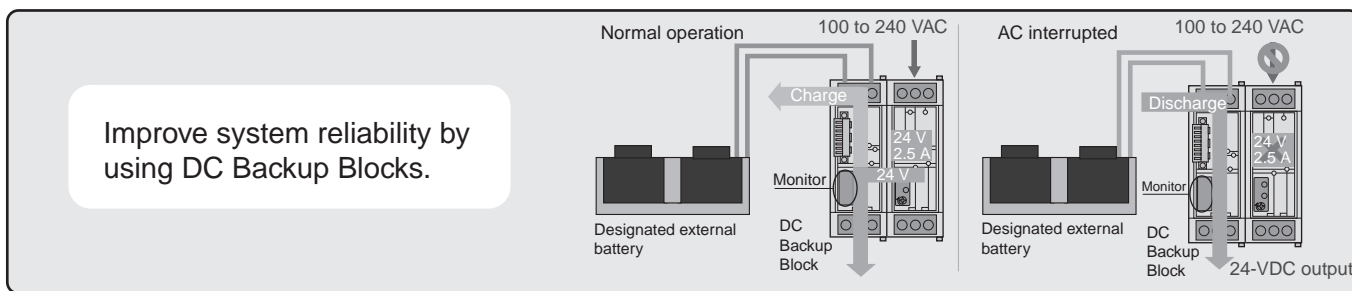 Improve system reliability by
using DC Backup Blocks.
Normal operation
100 to 240 VAC
Charge
24 V
2.5 A
24 V
Monitor
Designated external
battery
DC
Backup
Block
AC interrupted
100 to 240 VAC
Discharge
24 V
2.5 A
Monitor
Designated external
battery
DC
Backup
Block
24-VDC output